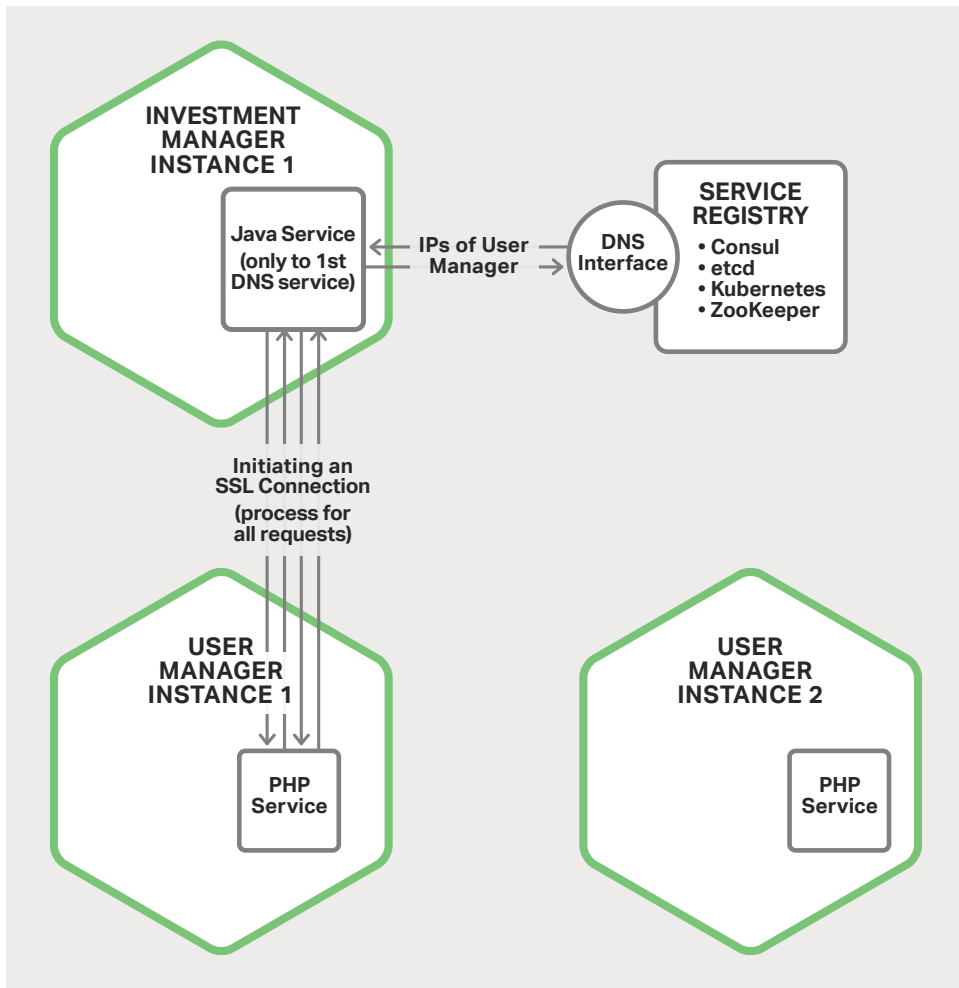 INVESTMENT
MANAGER
INSTANCE 1
Java Service
(only to 1st
DNS service)
IPs of User
Manager
DNS
Interface
SERVICE
REGISTRY
• Consul
• etcd
• Kubernetes
• ZooKeeper
Initiating an
SSL Connection
(process for
all requests)
USER
MANAGER
INSTANCE 1
PHP
Service
USER
MANAGER
INSTANCE 2
PHP
Service